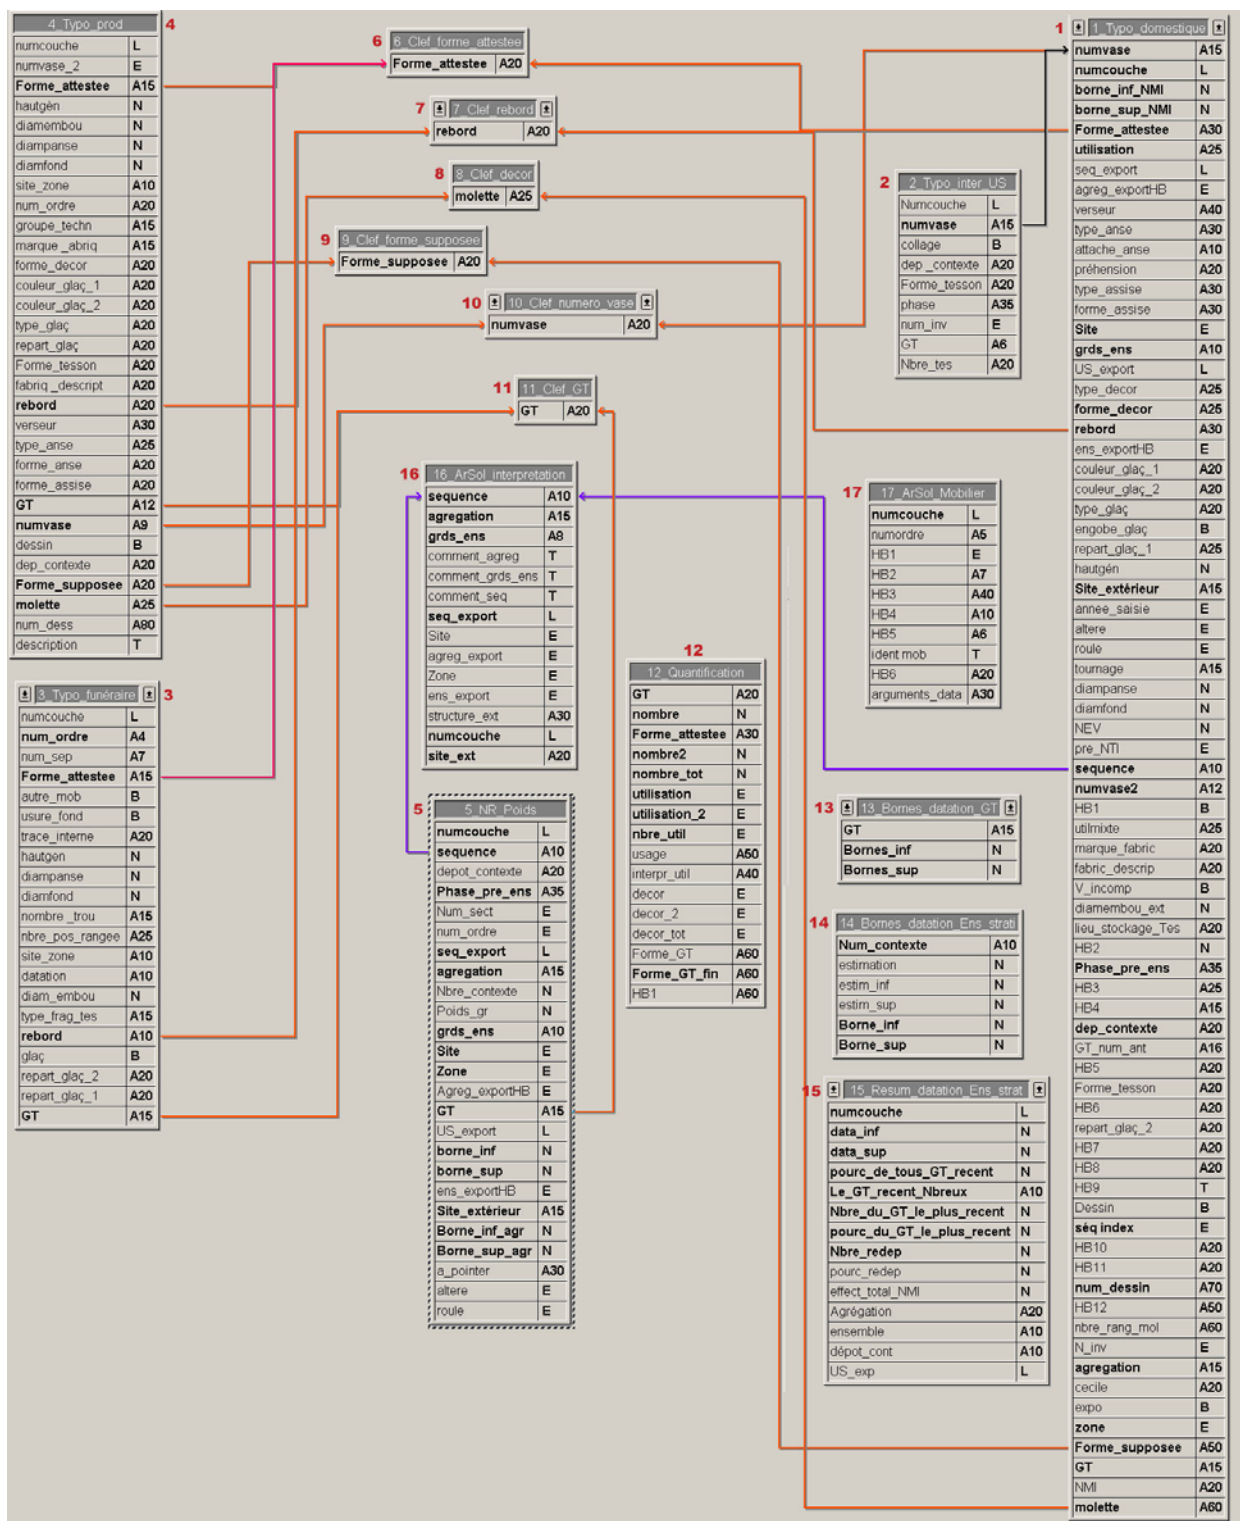 4_Typo_prod 4
numcouche L
numvase_2 E
Forme_attestee A15
hautgèn N
diamembou N
diampanse N
diamfond N
site_zone A10
num_ordre A20
groupe_techn A15
marque _abriq A15
forme_decor A20
couleur_glaç_1 A20
couleur_glaç_2 A20
type_glaç A20
repart_glaç A20
Forme_tesson A20
fabriq_descript A20
rebord A20
verseur A30
type_anse A25
forme_anse A20
forme_assise A20
GT A12
numvase A9
dessin B
dep_contexte A20
Forme_supposee A20
molette A25
num_dess A80
description T
3_Typo_funéraire 3
numcouche L
num_ordre A4
num_sep A7
Forme_attestee A15
autre_mob B
usure_fond B
trace_interne A20
hautgen N
diampanse N
diamfond N
nombre _trou A15
nbre_pos_rangee A25
site_zone A10
datation A10
diam_embou N
type_frag_tes A15
rebord A10
glaç B
repart_glaç_2 A20
repart_glaç_1 A20
GT A15
6 6_Clef_forme_attestee
Forme_attestee A20
7 7_Clef_rebord
rebord A20
8 8_Clef_decor
molette A25
9 9_Clef_forme_supposee
Forme_supposee A20
10 10_Clef_numero_vase
numvase A20
11 11_Clef_GT
GT A20
16 16_ArSol_interpretation
sequence A10
agregation A15
grds_ens A8
comment_agreg T
comment_grds_ens T
comment_seq T
seq_export L
Site E
agreg_export E
Zone E
ens_export E
structure_ext A30
numcouche L
site_ext A20
5 5_NR_Poids
numcouche L
sequence A10
depot_contexte A20
Phase_pre_ens A35
Num_sect E
num_ordre E
seq_export L
agregation A15
Nbre_contexte N
Poids_gr N
grds_ens A10
Site E
Zone E
Agreg_exportHB E
GT A15
US_export L
borne_inf N
borne_sup N
ens_exportHB E
Site_extérieur A15
Borne_inf_agr N
Borne_sup_agr N
a_pointer A30
altere E
roule E
12
12_Quantification
GT A20
nombre N
Forme_attestee A30
nombre2 N
nombre_tot N
utilisation E
utilisation_2 E
nbre_util E
usage A50
interpr_util A40
decor E
decor_2 E
decor_tot E
Forme_GT A60
Forme_GT_fin A60
HB1 A60
2 2_Typo_inter_US
Numcouche L
numvase A15
collage B
dep _contexte A20
Forme_tesson A20
phase A35
num_inv E
GT A6
Nbre_tes A20
17 17_ArSol_Mobilier
numcouche L
numordre A5
HB1 E
HB2 A7
HB3 A40
HB4 A10
HB5 A6
ident mob T
HB6 A20
arguments_data A30
13 13_Bornes_datation_GT
GT A15
Bornes_inf N
Bornes_sup N
14 14_Bornes_datation_Ens_strati
Num_contexte A10
estimation N
estim_inf N
estim_sup N
Borne_inf N
Borne_sup N
15 15_Resum_datation_Ens_strat
numcouche L
data_inf N
data_sup N
pourc_de_tous_GT_recent N
Le_GT_recent_Nbreux A10
Nbre_du_GT_le_plus_recent N
pourc_du_GT_le_plus_recent N
Nbre_redep N
pourc_redep N
effect_total_NMI N
Agrégation A20
ensemble A10
dépot_cont A10
US_exp L
1 1_Typo_domestique
numvase A15
numcouche L
borne_inf_NMI N
borne_sup_NMI N
Forme_attestee A30
utilisation A25
seq_export L
agreg_exportHB E
verseur A40
type_anse A30
attache_anse A10
préhension A20
type_assise A30
forme_assise A30
Site E
grds_ens A10
US_export L
type_decor A25
forme_decor A25
rebord A30
ens_exportHB E
couleur_glaç_1 A20
couleur_glaç_2 A20
type_glaç A20
engobe_glaç B
repart_glaç_1 A25
hautgén N
Site_extérieur A15
annee_saisie E
altere E
roule E
tournage A15
diampanse N
diamfond N
NEV N
pre_NTI E
sequence A10
numvase2 A12
HB1 B
utilmixte A25
marque_fabric A20
fabric_descrip A20
V_incomp B
diamembou_ext N
lieu_stockage_Tes A20
HB2 N
Phase_pre_ens A35
HB3 A25
HB4 A15
dep_contexte A20
GT_num_ant A16
HB5 A20
Forme_tesson A20
HB6 A20
repart_glaç_2 A20
HB7 A20
HB8 A20
HB9 T
Dessin B
séq index E
HB10 A20
HB11 A20
num_dessin A70
HB12 A50
nbre_rang_mol A60
N_inv E
agregation A15
cecile A20
expo B
zone E
Forme_supposee A50
GT A15
NMI A20
molette A60